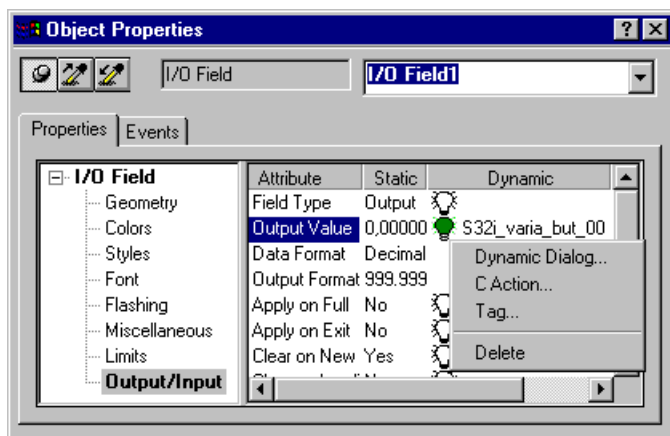 Object Properties
I/O Field
I/O Field1
Properties
Events
I/O Field
Geometry
Colors
Styles
Font
Flashing
Miscellaneous
Limits
Output/Input
Attribute Static Dynamic
Field Type Output
Output Value 0,00000 S32i_varia_but_00
Data Format Decimal
Output Format 999.999
Apply on Full No
Apply on Exit No
Clear on New Yes
Dynamic Dialog...
C Action...
Tag...
Delete